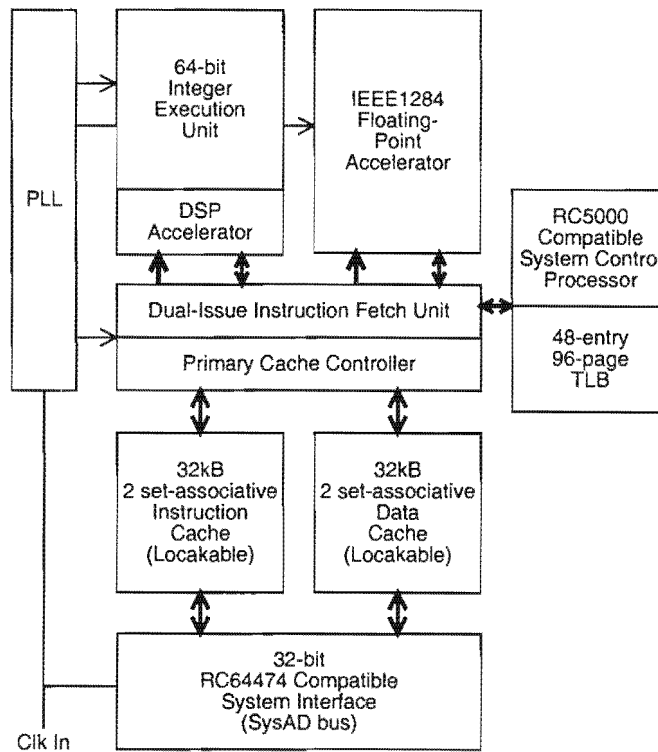 PLL
64-bit
Integer
Execution
Unit
DSP
Accelerator
IEEE1284
Floating-
Point
Accelerator
RC5000
Compatible
System Control
Processor
48-entry
96-page
TLB
Dual-Issue Instruction Fetch Unit
Primary Cache Controller
32kB
2 set-associative
Instruction
Cache
(Locakable)
32kB
2 set-associative
Data
Cache
(Locakable)
32-bit
RC64474 Compatible
System Interface
(SysAD bus)
Clk In